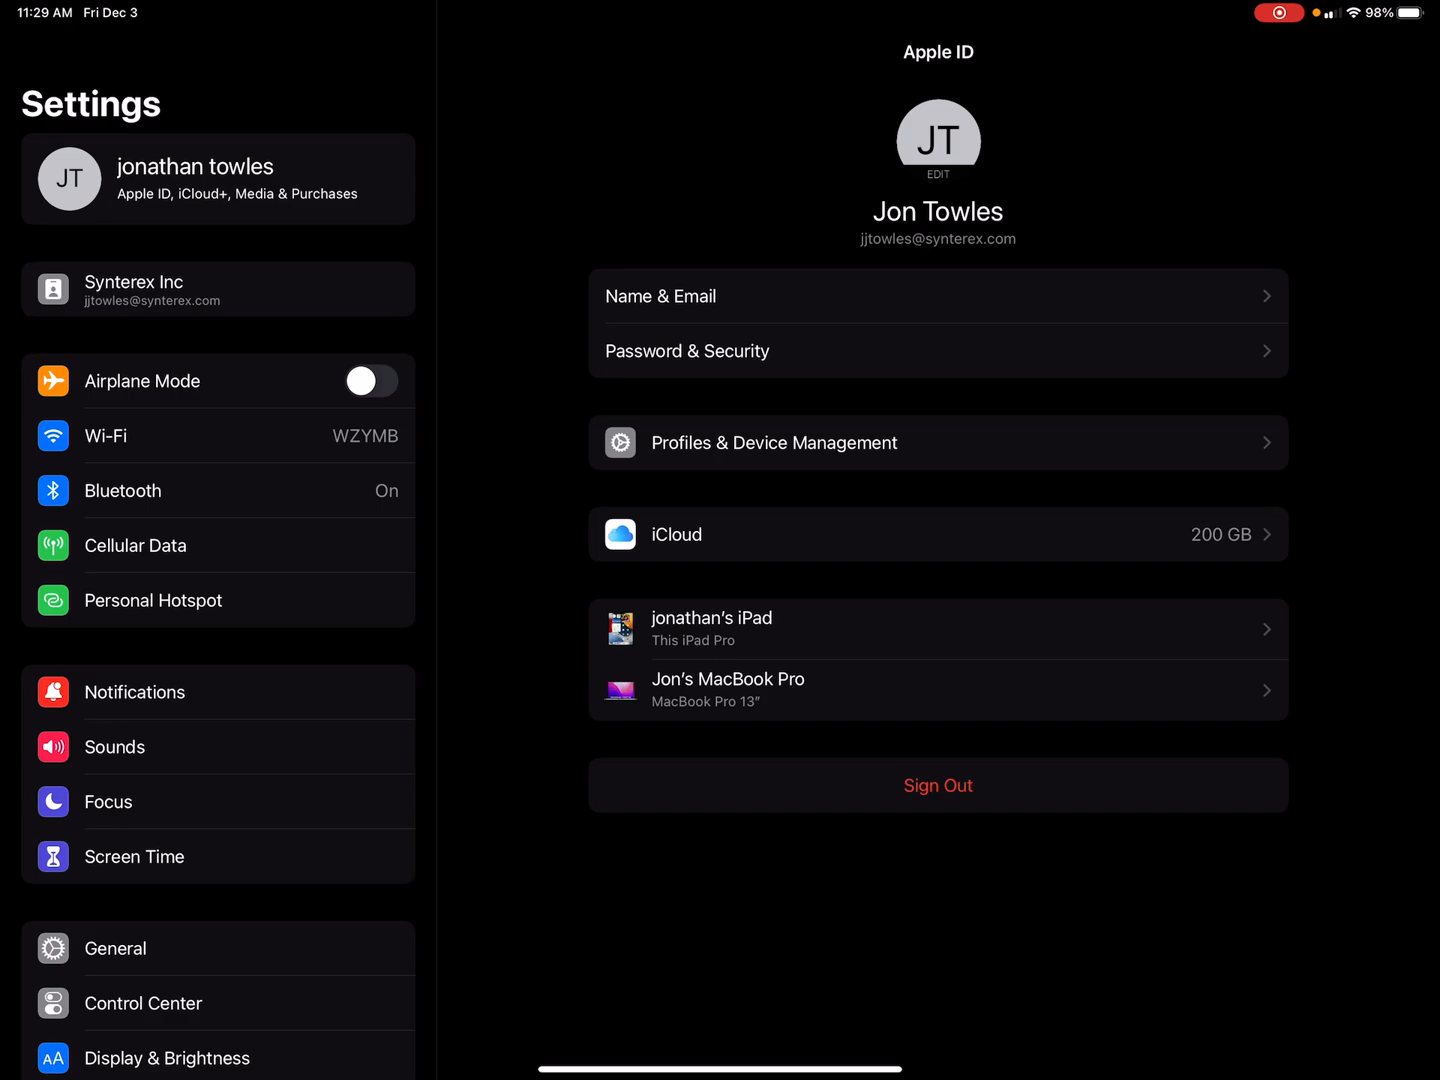 11:29 AM Fri Dec 3
98%
Settings
JT
jonathan towles
Apple ID, iCloud+, Media & Purchases
Synterex Inc
jjtowles@synterex.com
Airplane Mode
Wi-Fi WZYMB
Bluetooth On
Cellular Data
Personal Hotspot
Notifications
Sounds
Focus
Screen Time
General
Control Center
AA Display & Brightness
Apple ID
JT
EDIT
Jon Towles
jjtowles@synterex.com
Name & Email
Password & Security
Profiles & Device Management
iCloud 200 GB
jonathan’s iPad
This iPad Pro
Jon’s MacBook Pro
MacBook Pro 13”
Sign Out